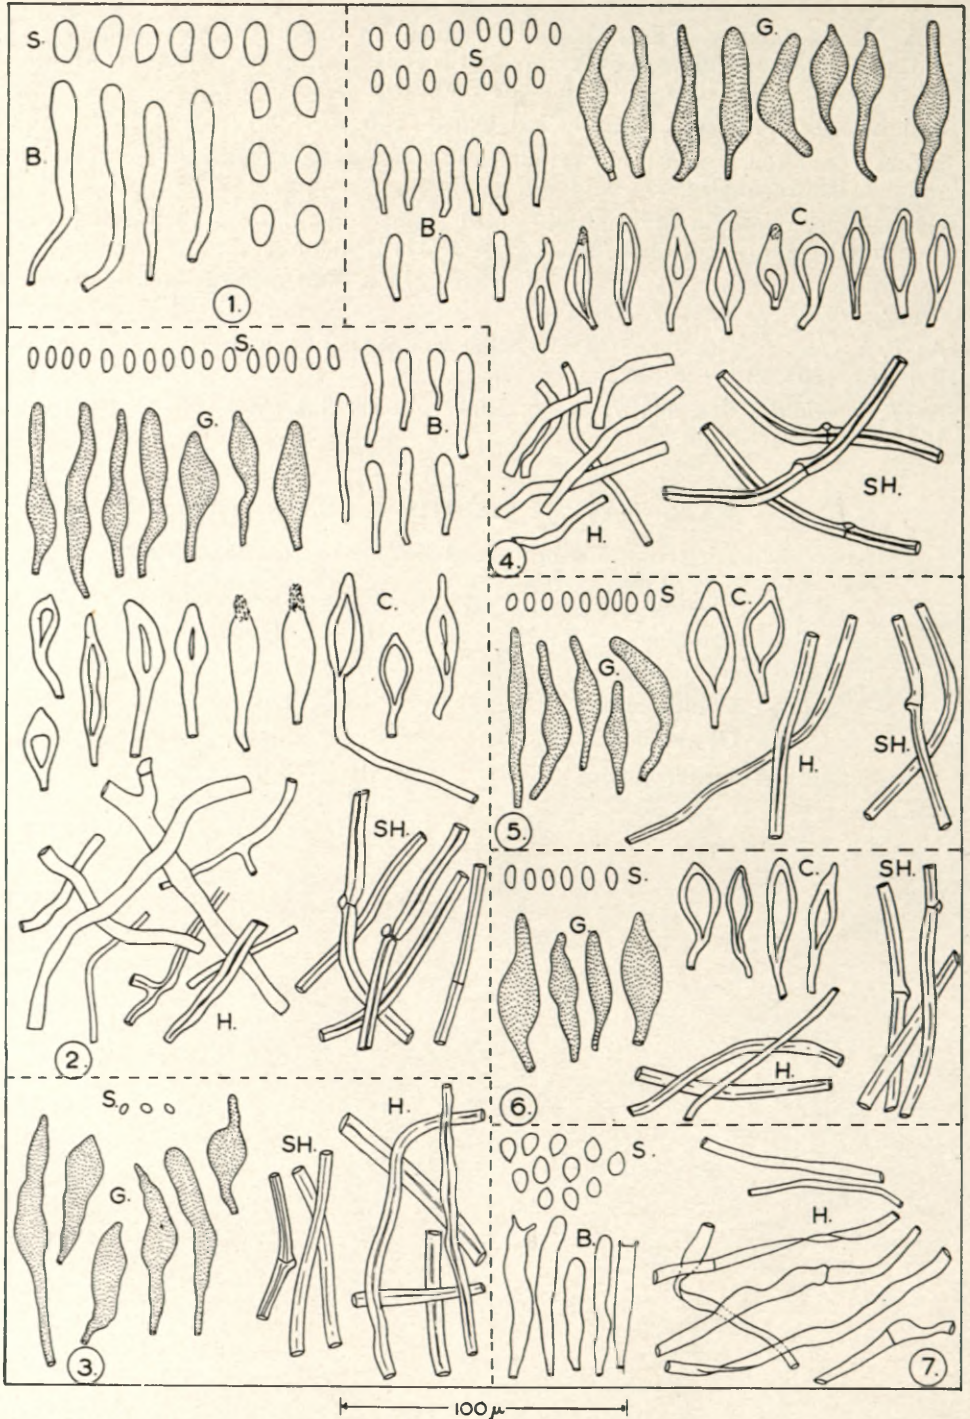 S.
B.
1.
S
G.
B.
C.
H.
SH.
4.
S.
G.
B.
C.
SH.
H.
2.
S
C.
G.
H.
SH.
5.
S.
G.
C.
SH.
H.
6.
S.
G.
SH.
H.
3.
S.
B.
H.
7.
100 μ